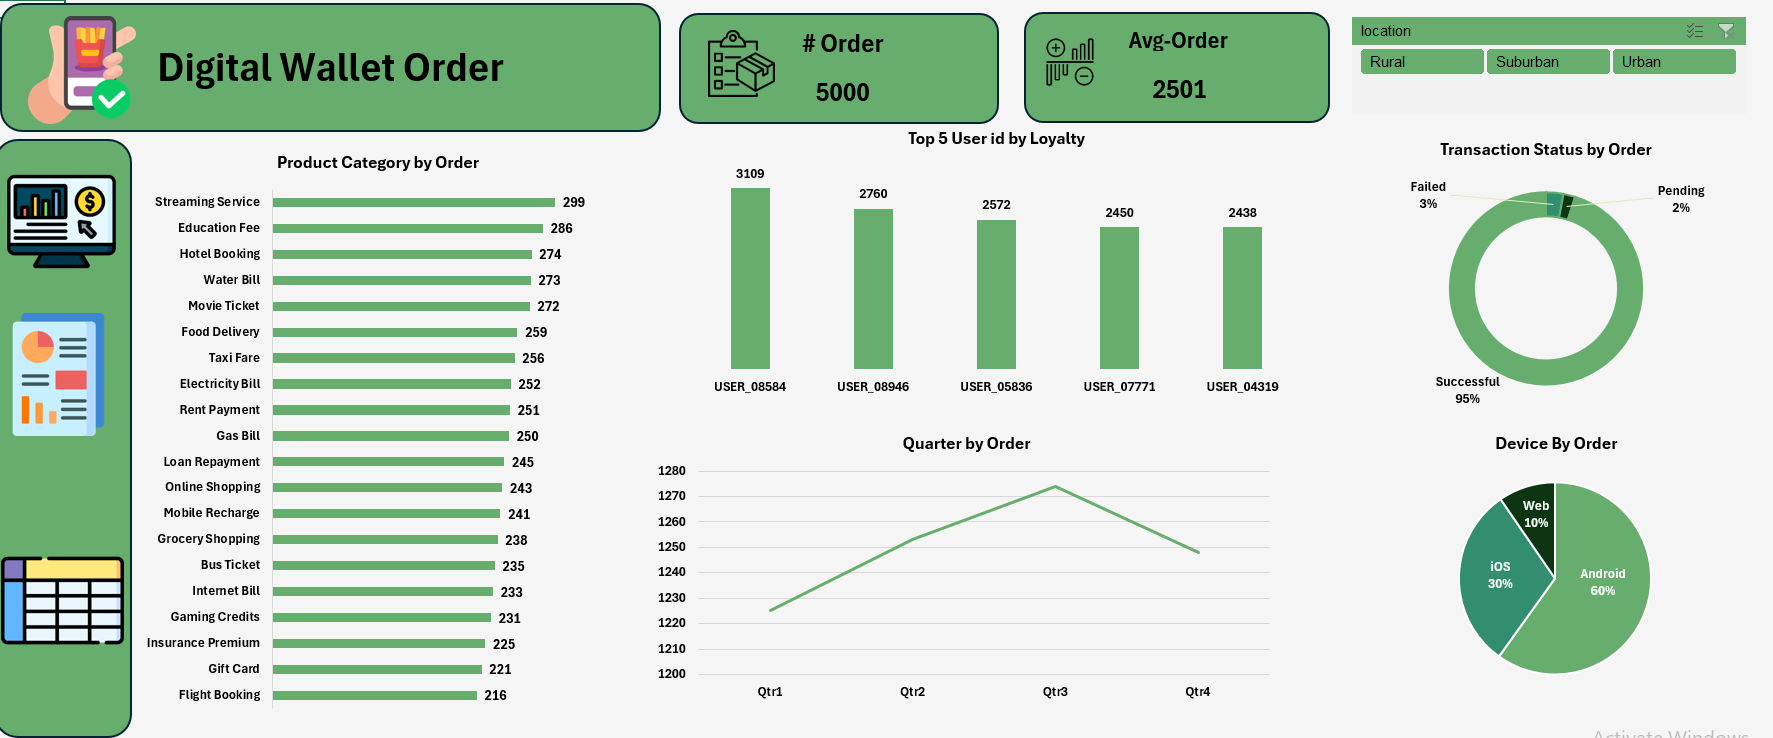 Digital Wallet Order
# Order
5000
Avg-Order
2501
location
Rural
Suburban
Urban
Product Category by Order
Streaming Service 299
Education Fee 286
Hotel Booking 274
Water Bill 273
Movie Ticket 272
Food Delivery 259
Taxi Fare 256
Electricity Bill 252
Rent Payment 251
Gas Bill 250
Loan Repayment 245
Online Shopping 243
Mobile Recharge 241
Grocery Shopping 238
Bus Ticket 235
Internet Bill 233
Gaming Credits 231
Insurance Premium 225
Gift Card 221
Flight Booking 216
Top 5 User id by Loyalty
3109
2760
2572
2450
2438
USER_08584
USER_08946
USER_05836
USER_07771
USER_04319
Quarter by Order
1280
1270
1260
1250
1240
1230
1220
1210
1200
Qtr1
Qtr2
Qtr3
Qtr4
Transaction Status by Order
Failed
3%
Pending
2%
Successful
95%
Device By Order
Web
10%
iOS
30%
Android
60%
Activate Windows